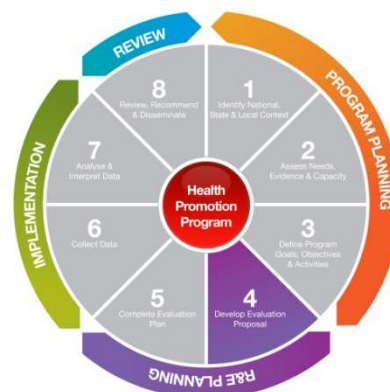 REVIEW
PROGRAM PLANNING
R&E PLANNING
IMPLEMENTATION
Health
Promotion
Program
1
Identify National,
State & Local Context
2
Assess Needs,
Evidence & Capacity
3
Define Program
Goals, Objectives
& Activities
4
Develop Evaluation
Proposal
5
Complete Evaluation
Plan
6
Collect Data
7
Analyse &
Interpret Data
8
Review, Recommend
& Disseminate